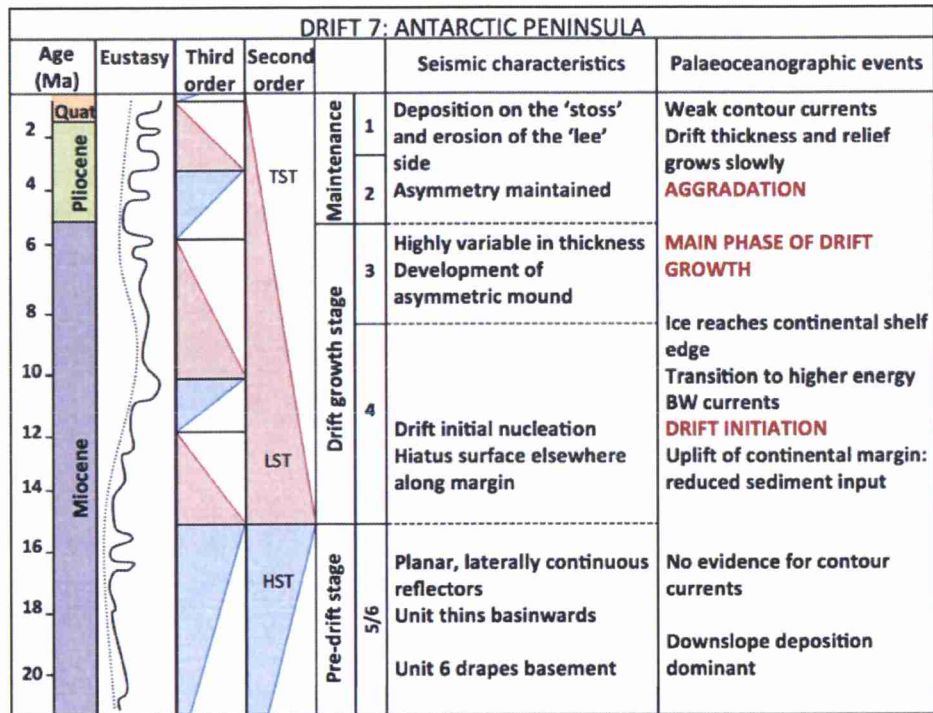 DRIFT 7: ANTARCTIC PENINSULA
Age
(Ma)
Eustasy
Third
order
Second
order
Seismic characteristics
Palaeoceanographic events
2
4
6
8
10
12
14
16
18
20
Quat
Pliocene
Miocene
TST
LST
HST
Maintenance
Drift growth stage
Pre-drift stage
1
2
3
4
5/6
Deposition on the ‘stoss’
and erosion of the ‘lee’
side
Asymmetry maintained
Highly variable in thickness
Development of
asymmetric mound
Drift initial nucleation
Hiatus surface elsewhere
along margin
Planar, laterally continuous
reflectors
Unit thins basinwards
Unit 6 drapes basement
Weak contour currents
Drift thickness and relief
grows slowly
AGGRADATION
MAIN PHASE OF DRIFT
GROWTH
Ice reaches continental shelf
edge
Transition to higher energy
BW currents
DRIFT INITIATION
Uplift of continental margin:
reduced sediment input
No evidence for contour
currents
Downslope deposition
dominant